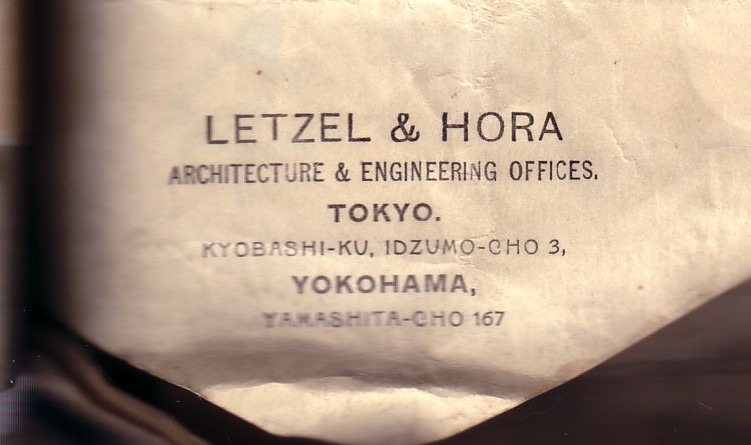 LETZEL & HORA
ARCHITECTURE & ENGINEERING OFFICES.
TOKYO.
KYOBASHI-KU, IDZUMO-CHO 3,
YOKOHAMA,
YAMASHITA-CHO 167